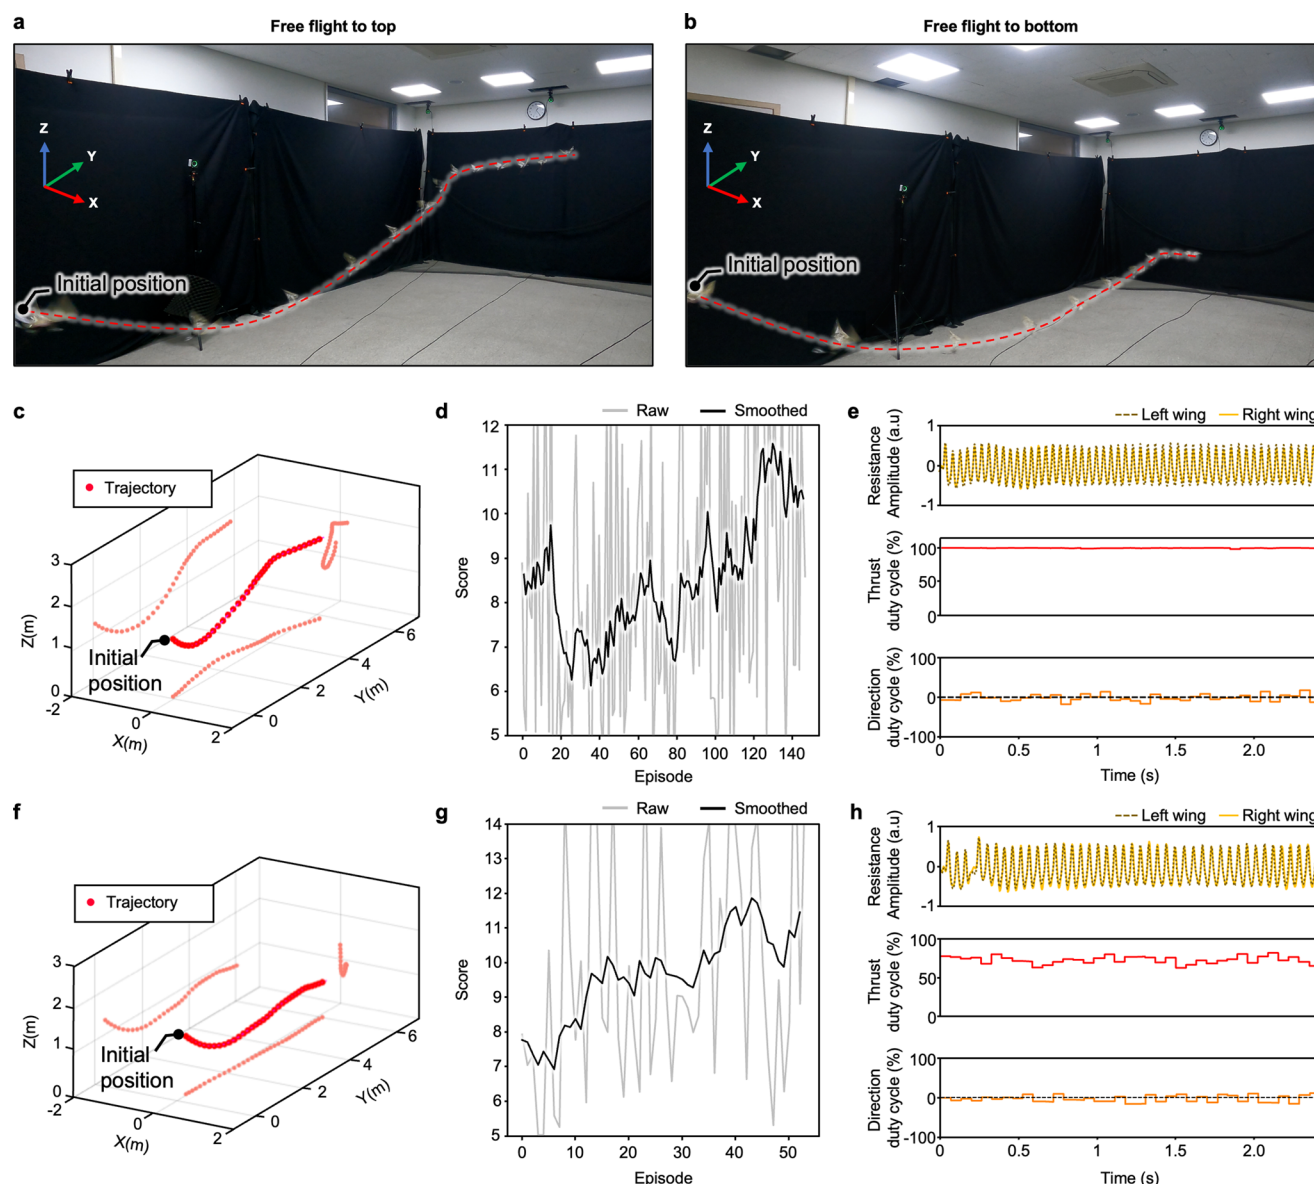 a
Free flight to top
Z
Y
X
Initial position
b
Free flight to bottom
Z
Y
X
Initial position
c
Trajectory
3
2
1
0
Z(m)
-2
0
2
X(m)
0
2
4
6
Y(m)
Initial
position
d
Raw
Smoothed
12
11
10
9
8
7
6
5
Score
0 20 40 60 80 100 120 140
Episode
e
Left wing
Right wing
Resistance
Amplitude (a.u)
1
0
-1
Thrust
duty cycle (%)
100
50
0
Direction
duty cycle (%)
100
0
-100
0 0.5 1 1.5 2.0
Time (s)
f
Trajectory
3
2
1
0
Z(m)
-2
0
2
X(m)
0
2
4
6
Y(m)
Initial
position
g
Raw
Smoothed
14
13
12
11
10
9
8
7
6
5
Score
0 10 20 30 40 50
Episode
h
Left wing
Right wing
Resistance
Amplitude (a.u)
1
0
-1
Thrust
duty cycle (%)
100
50
0
Direction
duty cycle (%)
100
0
-100
0 0.5 1 1.5 2.0
Time (s)